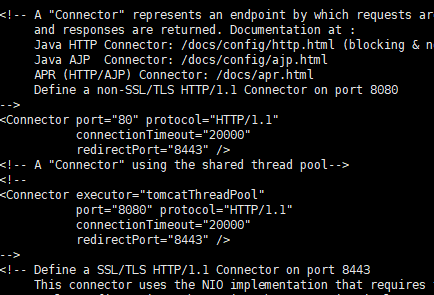 <!-- A "Connector" represents an endpoint by which requests ar
and responses are returned. Documentation at :
Java HTTP Connector: /docs/config/http.html (blocking & n
Java AJP  Connector: /docs/config/ajp.html
APR (HTTP/AJP) Connector: /docs/apr.html
Define a non-SSL/TLS HTTP/1.1 Connector on port 8080
-->
<Connector port="80" protocol="HTTP/1.1"
connectionTimeout="20000"
redirectPort="8443" />
<!-- A "Connector" using the shared thread pool-->
<!--
<Connector executor="tomcatThreadPool"
port="8080" protocol="HTTP/1.1"
connectionTimeout="20000"
redirectPort="8443" />
-->
<!-- Define a SSL/TLS HTTP/1.1 Connector on port 8443
This connector uses the NIO implementation that requires